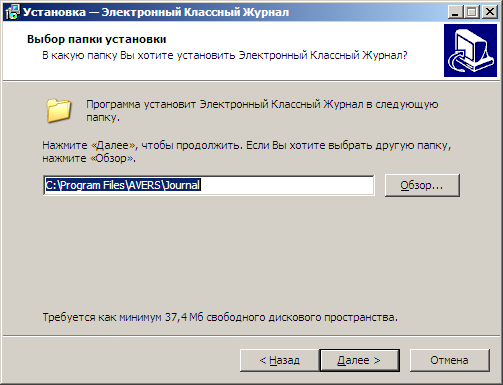 Установка — Электронный Классный Журнал
Выбор папки установки
В какую папку Вы хотите установить Электронный Классный Журнал?
Программа установит Электронный Классный Журнал в следующую
папку.
Нажмите «Далее», чтобы продолжить. Если Вы хотите выбрать другую папку,
нажмите «Обзор».
C:\Program Files\AVERS\Journal
Обзор...
Требуется как минимум 37,4 Мб свободного дискового пространства.
< Назад
Далее >
Отмена